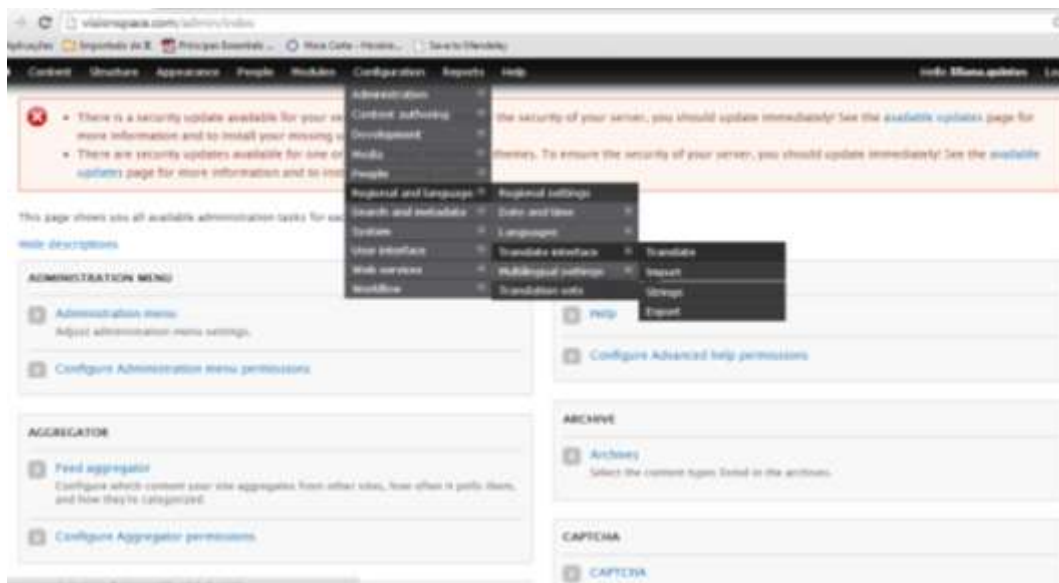 visionspace.com/admin/index
Content Structure Appearance People Modules Configuration Reports Help Hello liliana.quintos
Administration
There is a security update available for your
Content authoring
the security of your server, you should update immediately! See the available updates page for
more information and to install your missing
Development
There are security updates available for one or
Media
themes. To ensure the security of your server, you should update immediately! See the available
updates page for more information and to
People
Regional and language
Regional settings
Search and metadata
Date and time
This page shows you all available administration tasks for
System
Languages
Hide descriptions
User interface
Translate interface
Translate
Web services
Multilingual settings
Import
ADMINISTRATION MENU
Workflow
Translation sets
Strings
Export
Administration menu
Adjust administration menu settings.
Help
Configure Administration menu permissions
Configure Advanced help permissions
ARCHIVE
AGGREGATOR
Archives
Select the content types listed in the archives.
Feed aggregator
Configure which content your site aggregates from other sites, how often it polls them,
and how they're categorized.
Configure Aggregator permissions
CAPTCHA
CAPTCHA